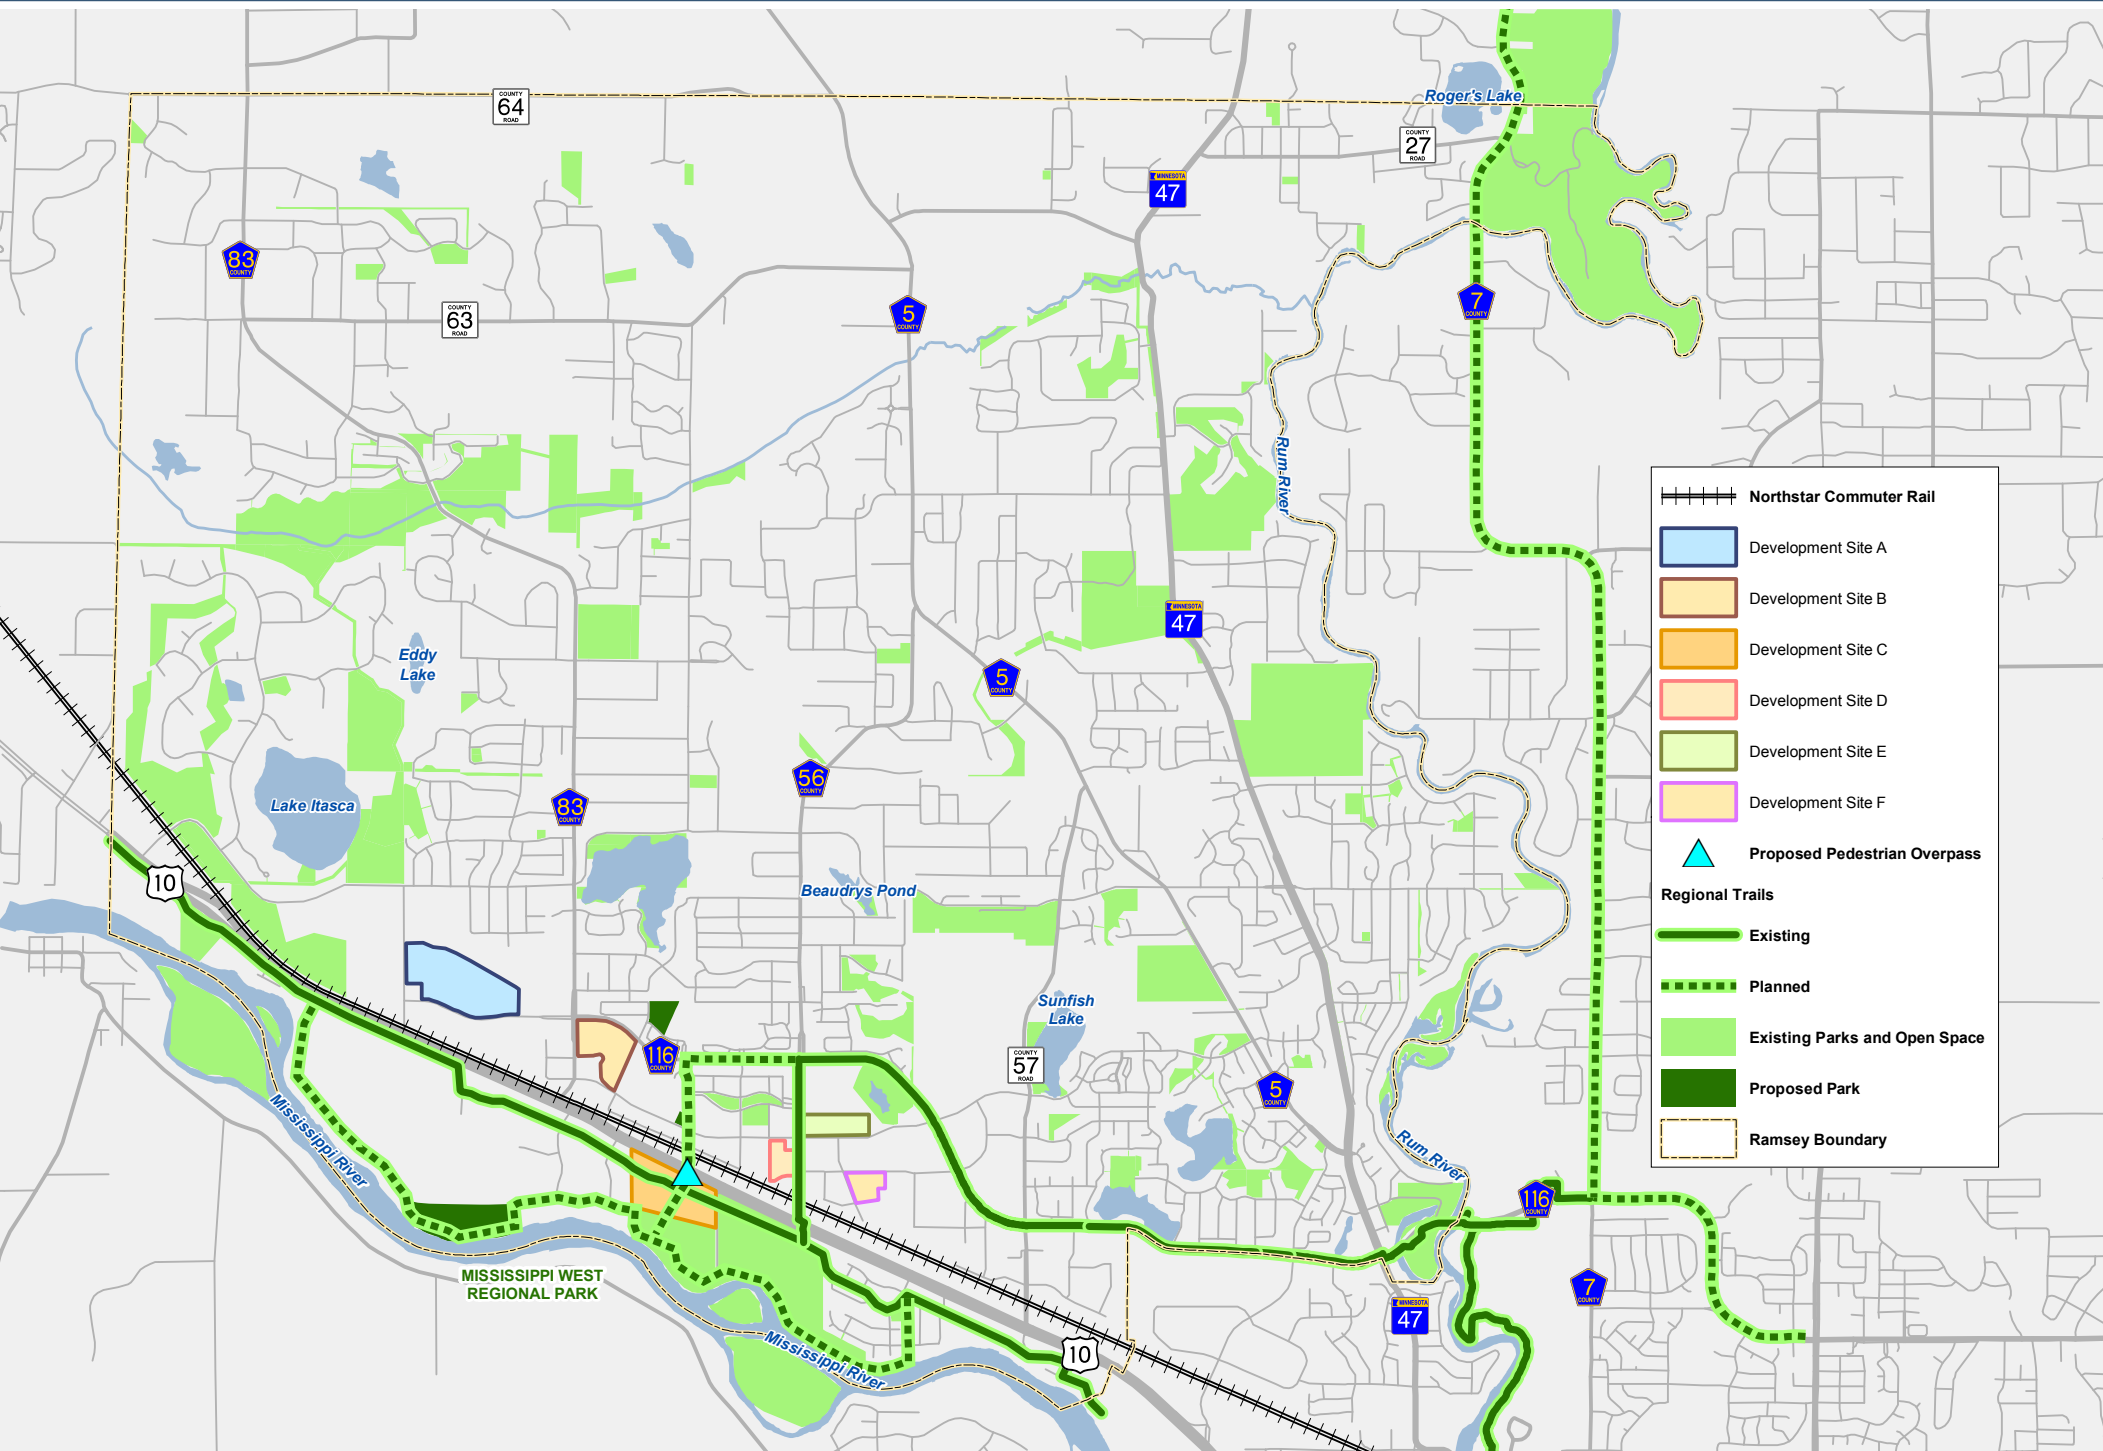 Roger's Lake
COUNTY
64
ROAD
COUNTY
27
ROAD
MINNESOTA
47
83
COUNTY
COUNTY
63
ROAD
5
COUNTY
7
COUNTY
Rum River
MINNESOTA
47
Eddy
Lake
5
COUNTY
56
COUNTY
Lake Itasca
83
COUNTY
10
Beaudrys Pond
Sunfish
Lake
116
COUNTY
COUNTY
57
ROAD
5
COUNTY
Mississippi River
Rum River
116
COUNTY
MISSISSIPPI WEST
REGIONAL PARK
7
COUNTY
MINNESOTA
47
Mississippi River
10
Northstar Commuter Rail
Development Site A
Development Site B
Development Site C
Development Site D
Development Site E
Development Site F
Proposed Pedestrian Overpass
Regional Trails
Existing
Planned
Existing Parks and Open Space
Proposed Park
Ramsey Boundary